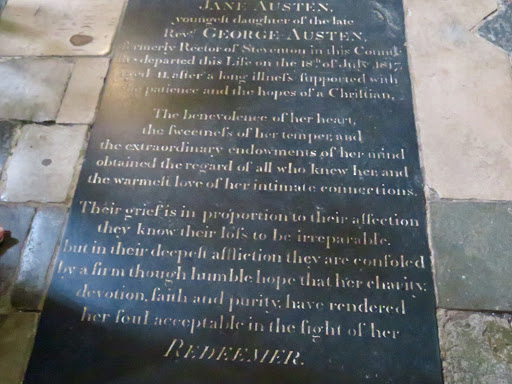 JANE AUSTEN,
youngest daughter of the late
Revd GEORGE AUSTEN,
formerly Rector of Steventon in this County
departed this Life on the 18th of July 1817,
aged 41, after a long illness supported with
the patience and the hopes of a Christian.
The benevolence of her heart,
the sweetness of her temper, and
the extraordinary endowments of her mind
obtained the regard of all who knew her and
the warmest love of her intimate connections.
Their grief is in proportion to their affection
they know their loss to be irreparable,
but in their deepest affliction they are consoled
by a firm though humble hope that her charity,
devotion, faith and purity, have rendered
her soul acceptable in the sight of her
REDEEMER.